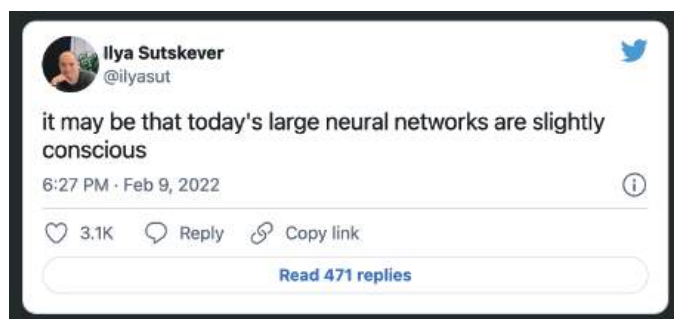 Ilya Sutskever
@ilyasut
it may be that today's large neural networks are slightly
conscious
6:27 PM · Feb 9, 2022
3.1K Reply Copy link
Read 471 replies